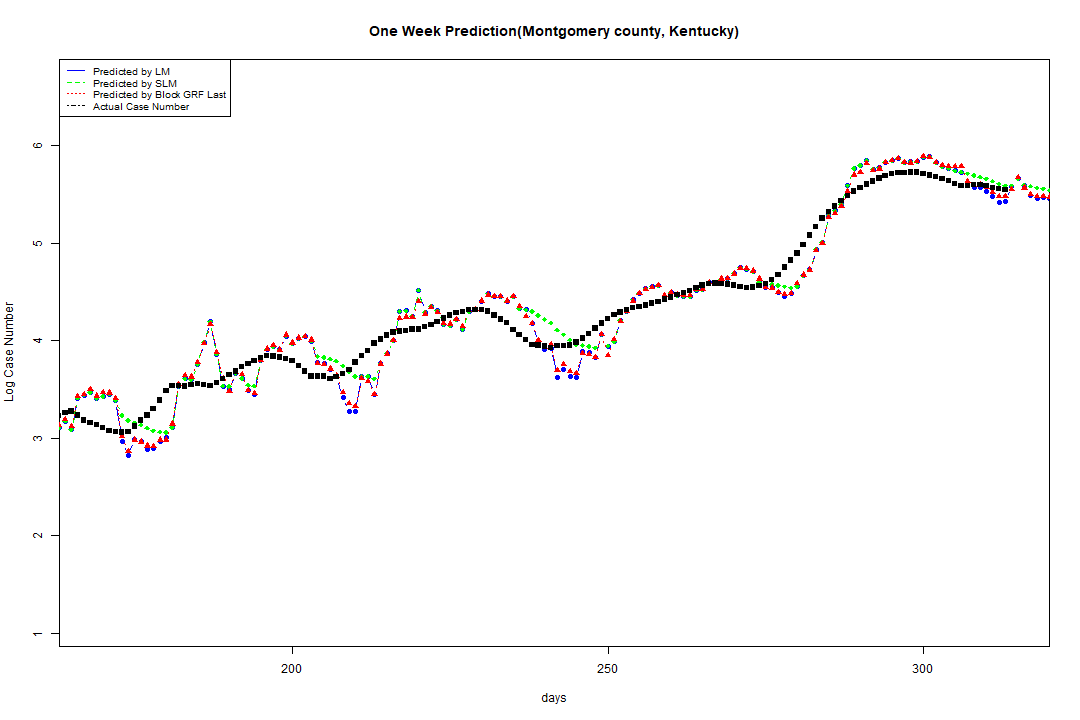 One Week Prediction(Montgomery county, Kentucky)
Predicted by LM
Predicted by SLM
Predicted by Block GRF Last
Actual Case Number
6
5
4
3
2
1
Log Case Number
200 250 300
days